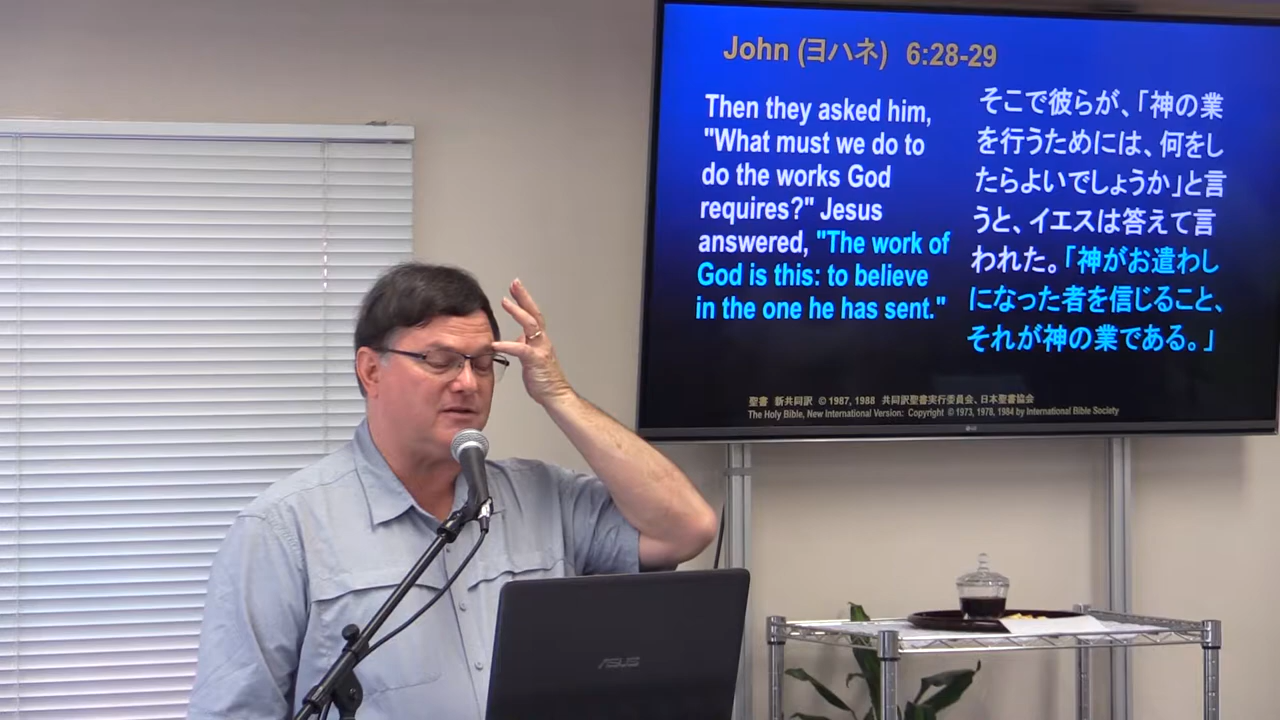 John (ヨハネ) 6:28-29
Then they asked him,
"What must we do to
do the works God
requires?" Jesus
answered, "The work of
God is this: to believe
in the one he has sent."
そこで彼らが、「神の業
を行うためには、何をし
たらよいでしょうか」と言
うと、イエスは答えて言
われた。「神がお遣わし
になった者を信じること、
それが神の業である。」
聖書 新共同訳 © 1987, 1988 共同訳聖書実行委員会、日本聖書協会
The Holy Bible, New International Version: Copyright © 1973, 1978, 1984 by International Bible Society
LG
ASUS